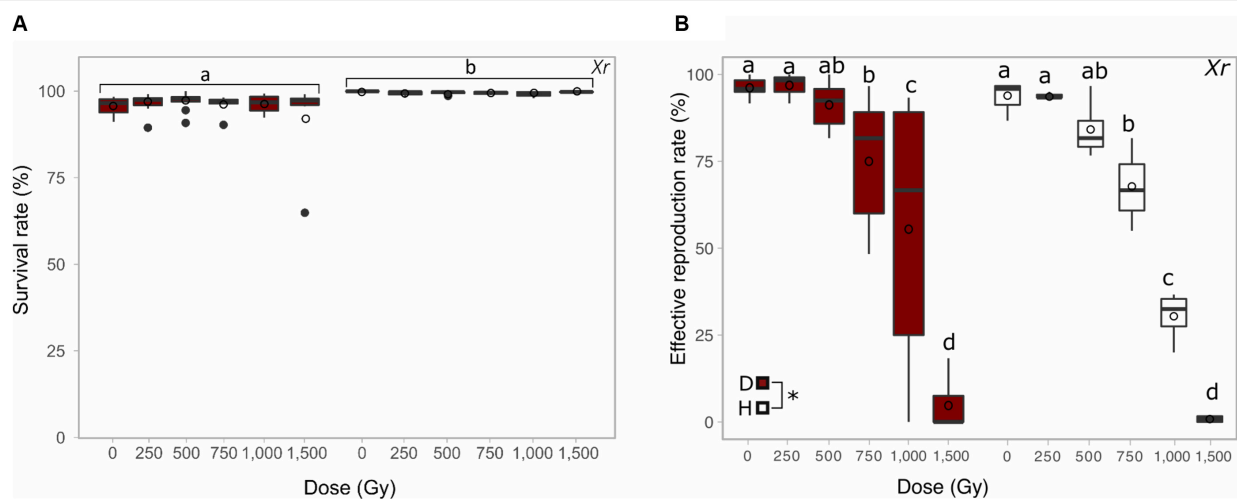 A
a
b
Xr
100
75
50
25
0
Survival rate (%)
0 250 500 750 1,000 1,500 0 250 500 750 1,000 1,500
Dose (Gy)
B
a a ab b c d
a a ab b c d
Xr
100
75
50
25
0
Effective reproduction rate (%)
D
H
*
0 250 500 750 1,000 1,500 0 250 500 750 1,000 1,500
Dose (Gy)